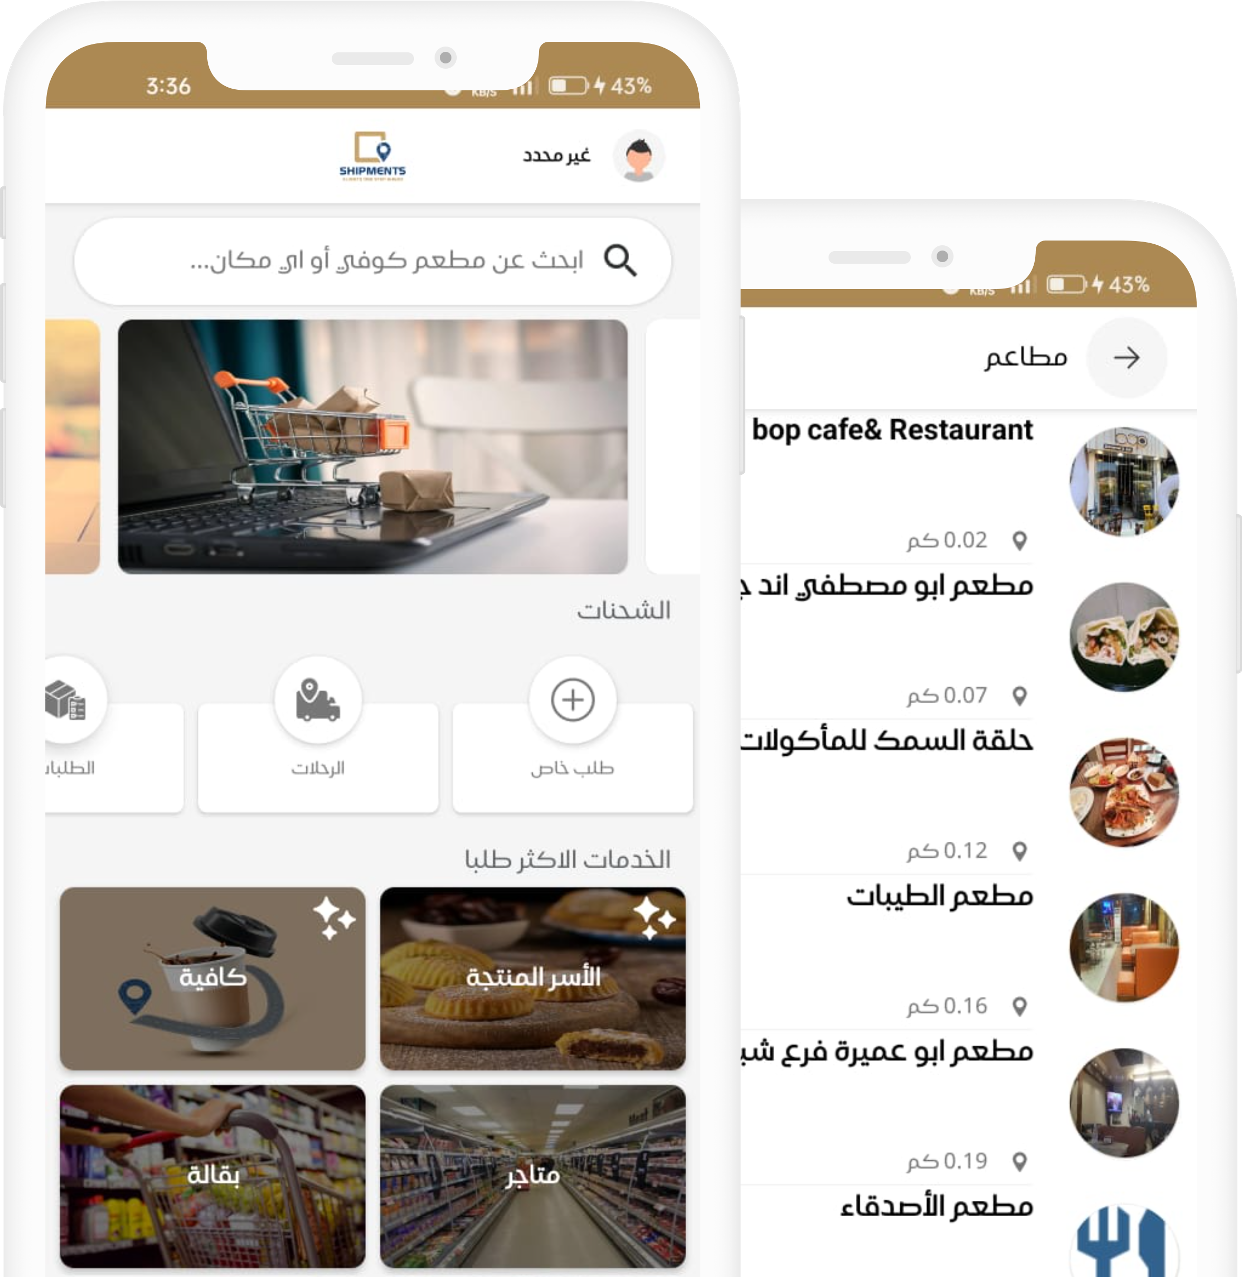 3:36
KB/S
43%
غير محدد
SHIPMENTS
ابحث عن مطعم كوفي أو اي مكان...
الشحنات
طلب خاص
الرحلات
الخدمات الاكثر طلبا
الأسر المنتجة
كافية
متاجر
بقالة
KB/S
43%
مطاعم
bop cafe& Restaurant
0.02 كم
مطعم ابو مصطفي اند
0.07 كم
حلقة السمك للمأكولات
0.12 كم
مطعم الطيبات
0.16 كم
مطعم ابو عميرة فرع
0.19 كم
مطعم الأصدقاء